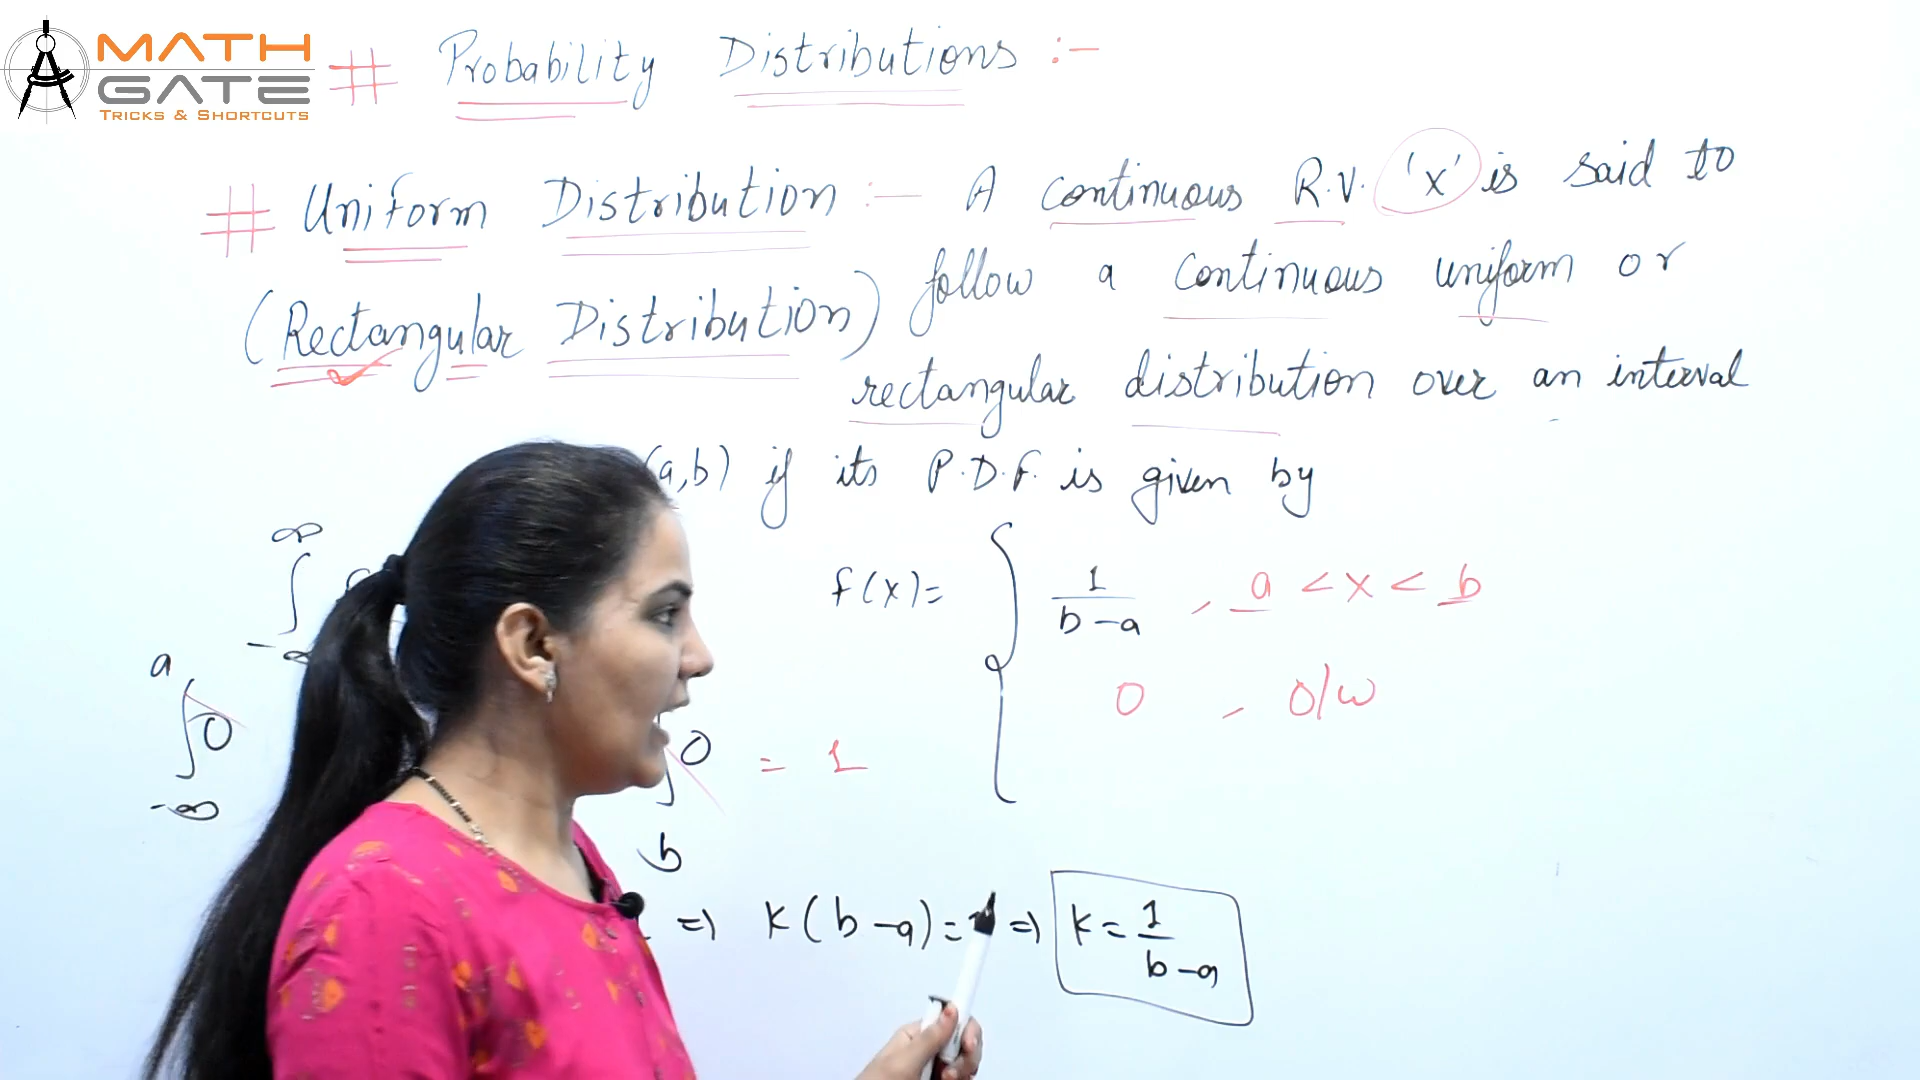 MATH
GATE
TRICKS & SHORTCUTS
# Probability Distributions :-
# Uniform Distribution :- A continuous R.V. 'X' is said to
(Rectangular Distribution) follow a continuous uniform or
rectangular distribution over an interval
(a,b) if its P.D.F. is given by
∫ ∞ -∞
f(x) = { 1/(b-a) , a < x < b
0 , o/w
∫ a -∞ 0
∫ b 0 = 1
=> K(b-a) = 1 => K = 1/(b-a)